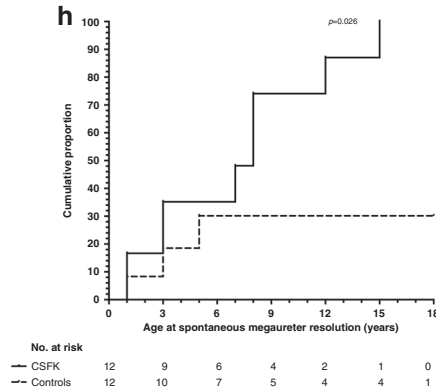 h
p=0.026
Cumulative proportion
100
90
80
70
60
50
40
30
20
10
0
0 3 6 9 12 15 18
Age at spontaneous megaureter resolution (years)
No. at risk
CSFK 12 9 6 4 2 1 0
Controls 12 10 7 5 4 4 1